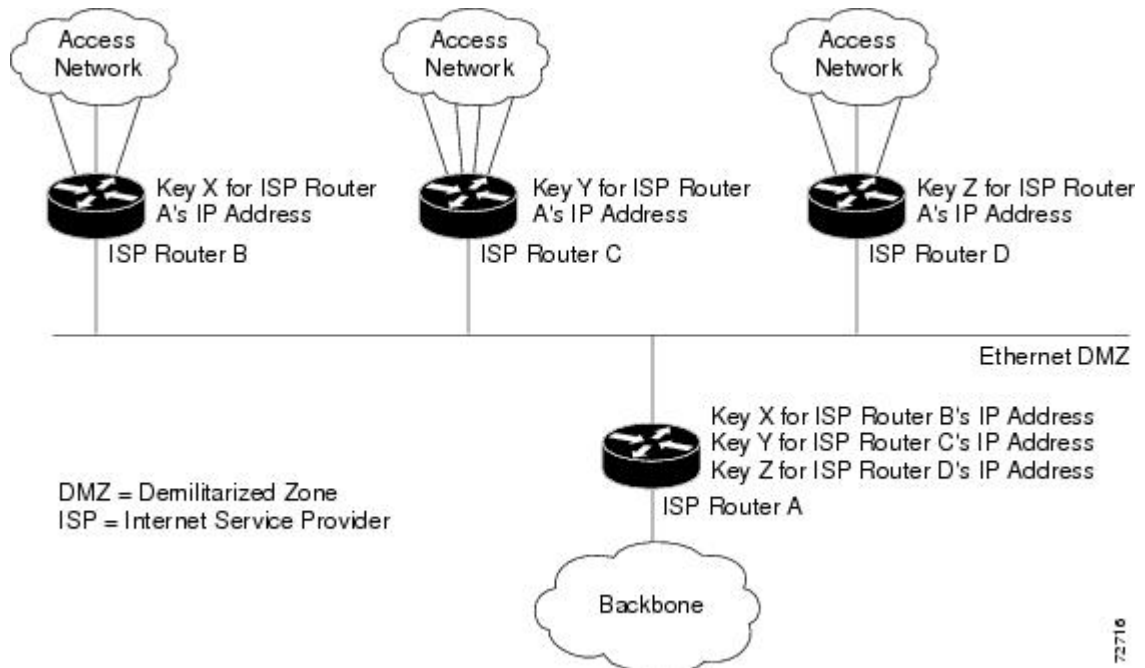 Access
Network
Access
Network
Access
Network
Key X for ISP Router
A's IP Address
ISP Router B
Key Y for ISP Router
A's IP Address
ISP Router C
Key Z for ISP Router
A's IP Address
ISP Router D
Ethernet DMZ
Key X for ISP Router B's IP Address
Key Y for ISP Router C's IP Address
Key Z for ISP Router D's IP Address
ISP Router A
DMZ = Demilitarized Zone
ISP = Internet Service Provider
Backbone
72716